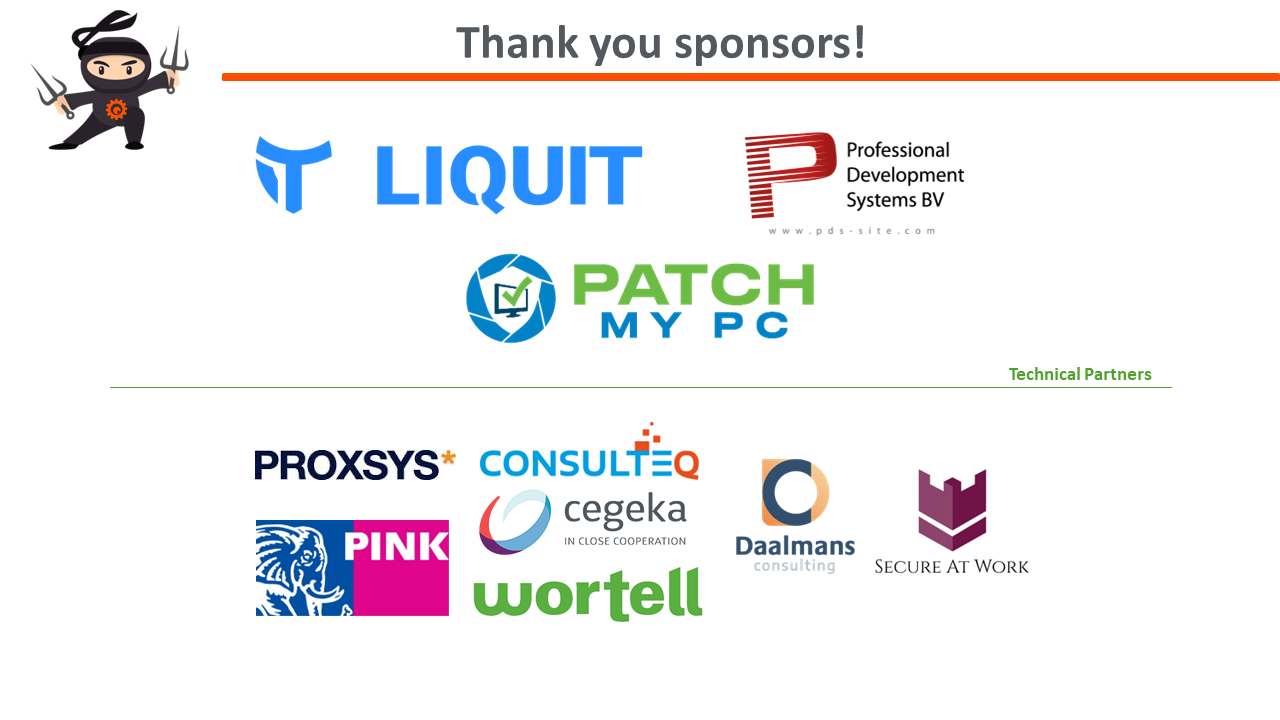 Thank you sponsors!
LIQUIT
Professional
Development
Systems BV
www.pds-site.com
PATCH
MY PC
Technical Partners
PROXSYS*
CONSULTEQ
cegeka
IN CLOSE COOPERATION
PINK
wortell
Daalmans
consulting
SECURE AT WORK